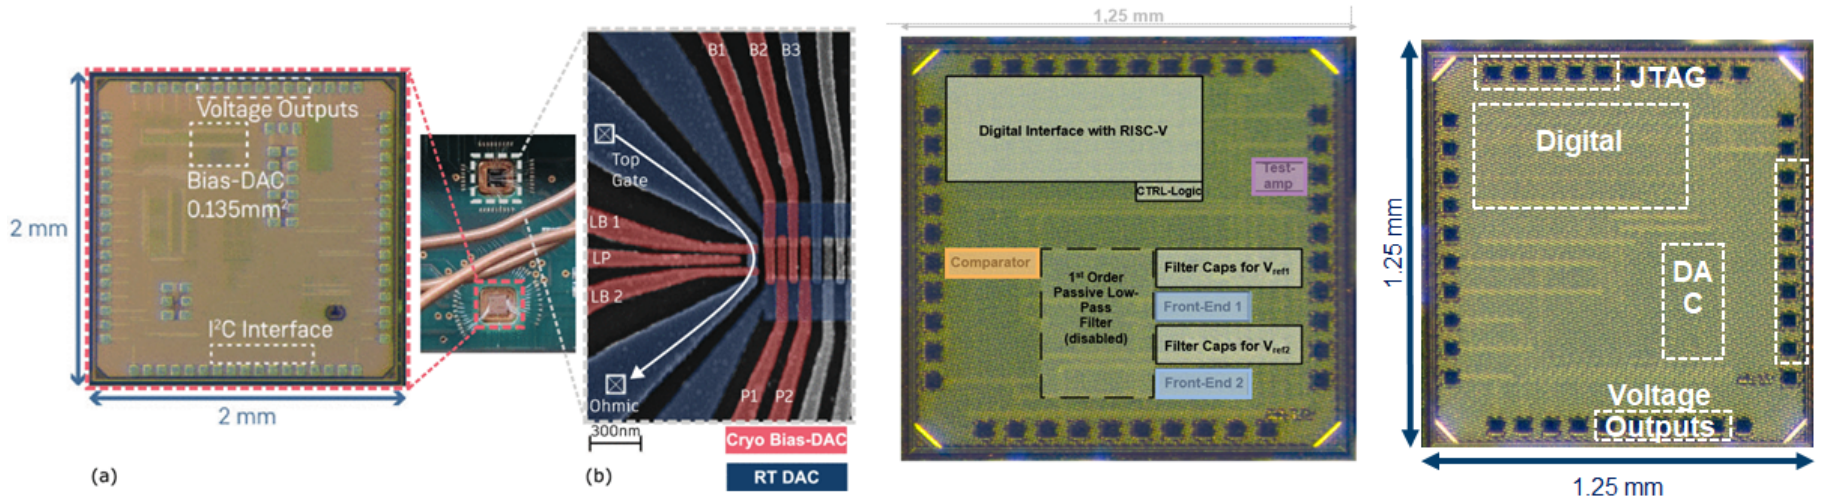 Voltage Outputs
Bias-DAC
0.135mm²
I²C Interface
2 mm
2 mm
(a)
B1
B2
B3
Top
Gate
LB 1
LP
LB 2
Ohmic
P1
P2
300nm
Cryo Bias-DAC
RT DAC
(b)
1,25 mm
Digital Interface with RISC-V
CTRL-Logic
Test-
amp
Comparator
1st Order
Passive Low-
Pass
Filter
(disabled)
Filter Caps for Vref1
Front-End 1
Filter Caps for Vref2
Front-End 2
JTAG
Digital
DA
C
Voltage
Outputs
1.25 mm
1.25 mm